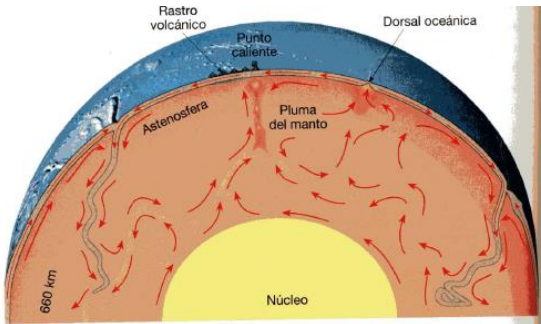 Rastro
volcánico
Punto
caliente
Dorsal oceánica
Astenosfera
Pluma
del manto
660 km
Núcleo